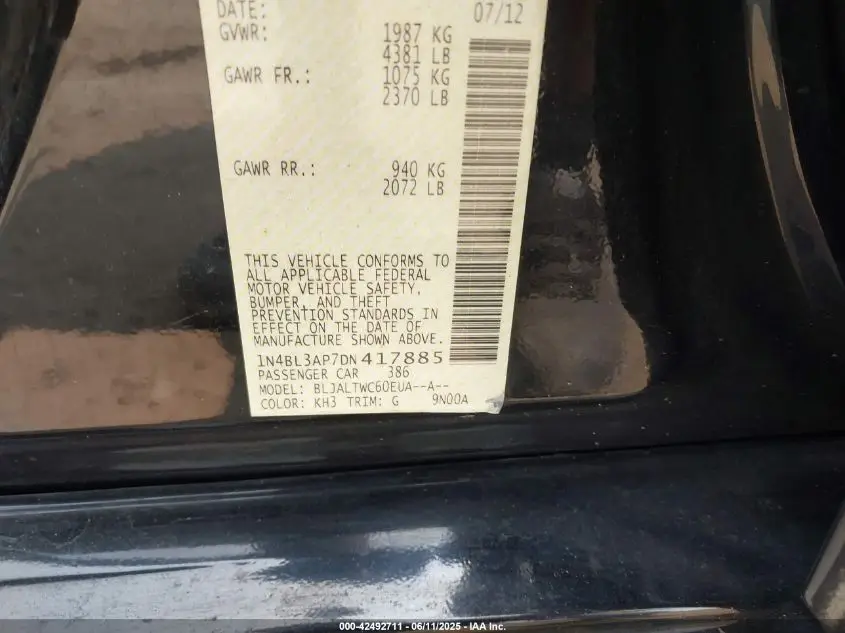 DATE: 07/12
GVWR: 1987 KG
4381 LB
GAWR FR.: 1075 KG
2370 LB
GAWR RR.: 940 KG
2072 LB
THIS VEHICLE CONFORMS TO
ALL APPLICABLE FEDERAL
MOTOR VEHICLE SAFETY,
BUMPER, AND THEFT
PREVENTION STANDARDS IN
EFFECT ON THE DATE OF
MANUFACTURE SHOWN ABOVE.
1N4BL3AP7DN417885
PASSENGER CAR 386
MODEL: BLJALTWC60EUA--A--
COLOR: KH3 TRIM: G 9N00A
000-42492711 - 06/11/2025 - IAA Inc.